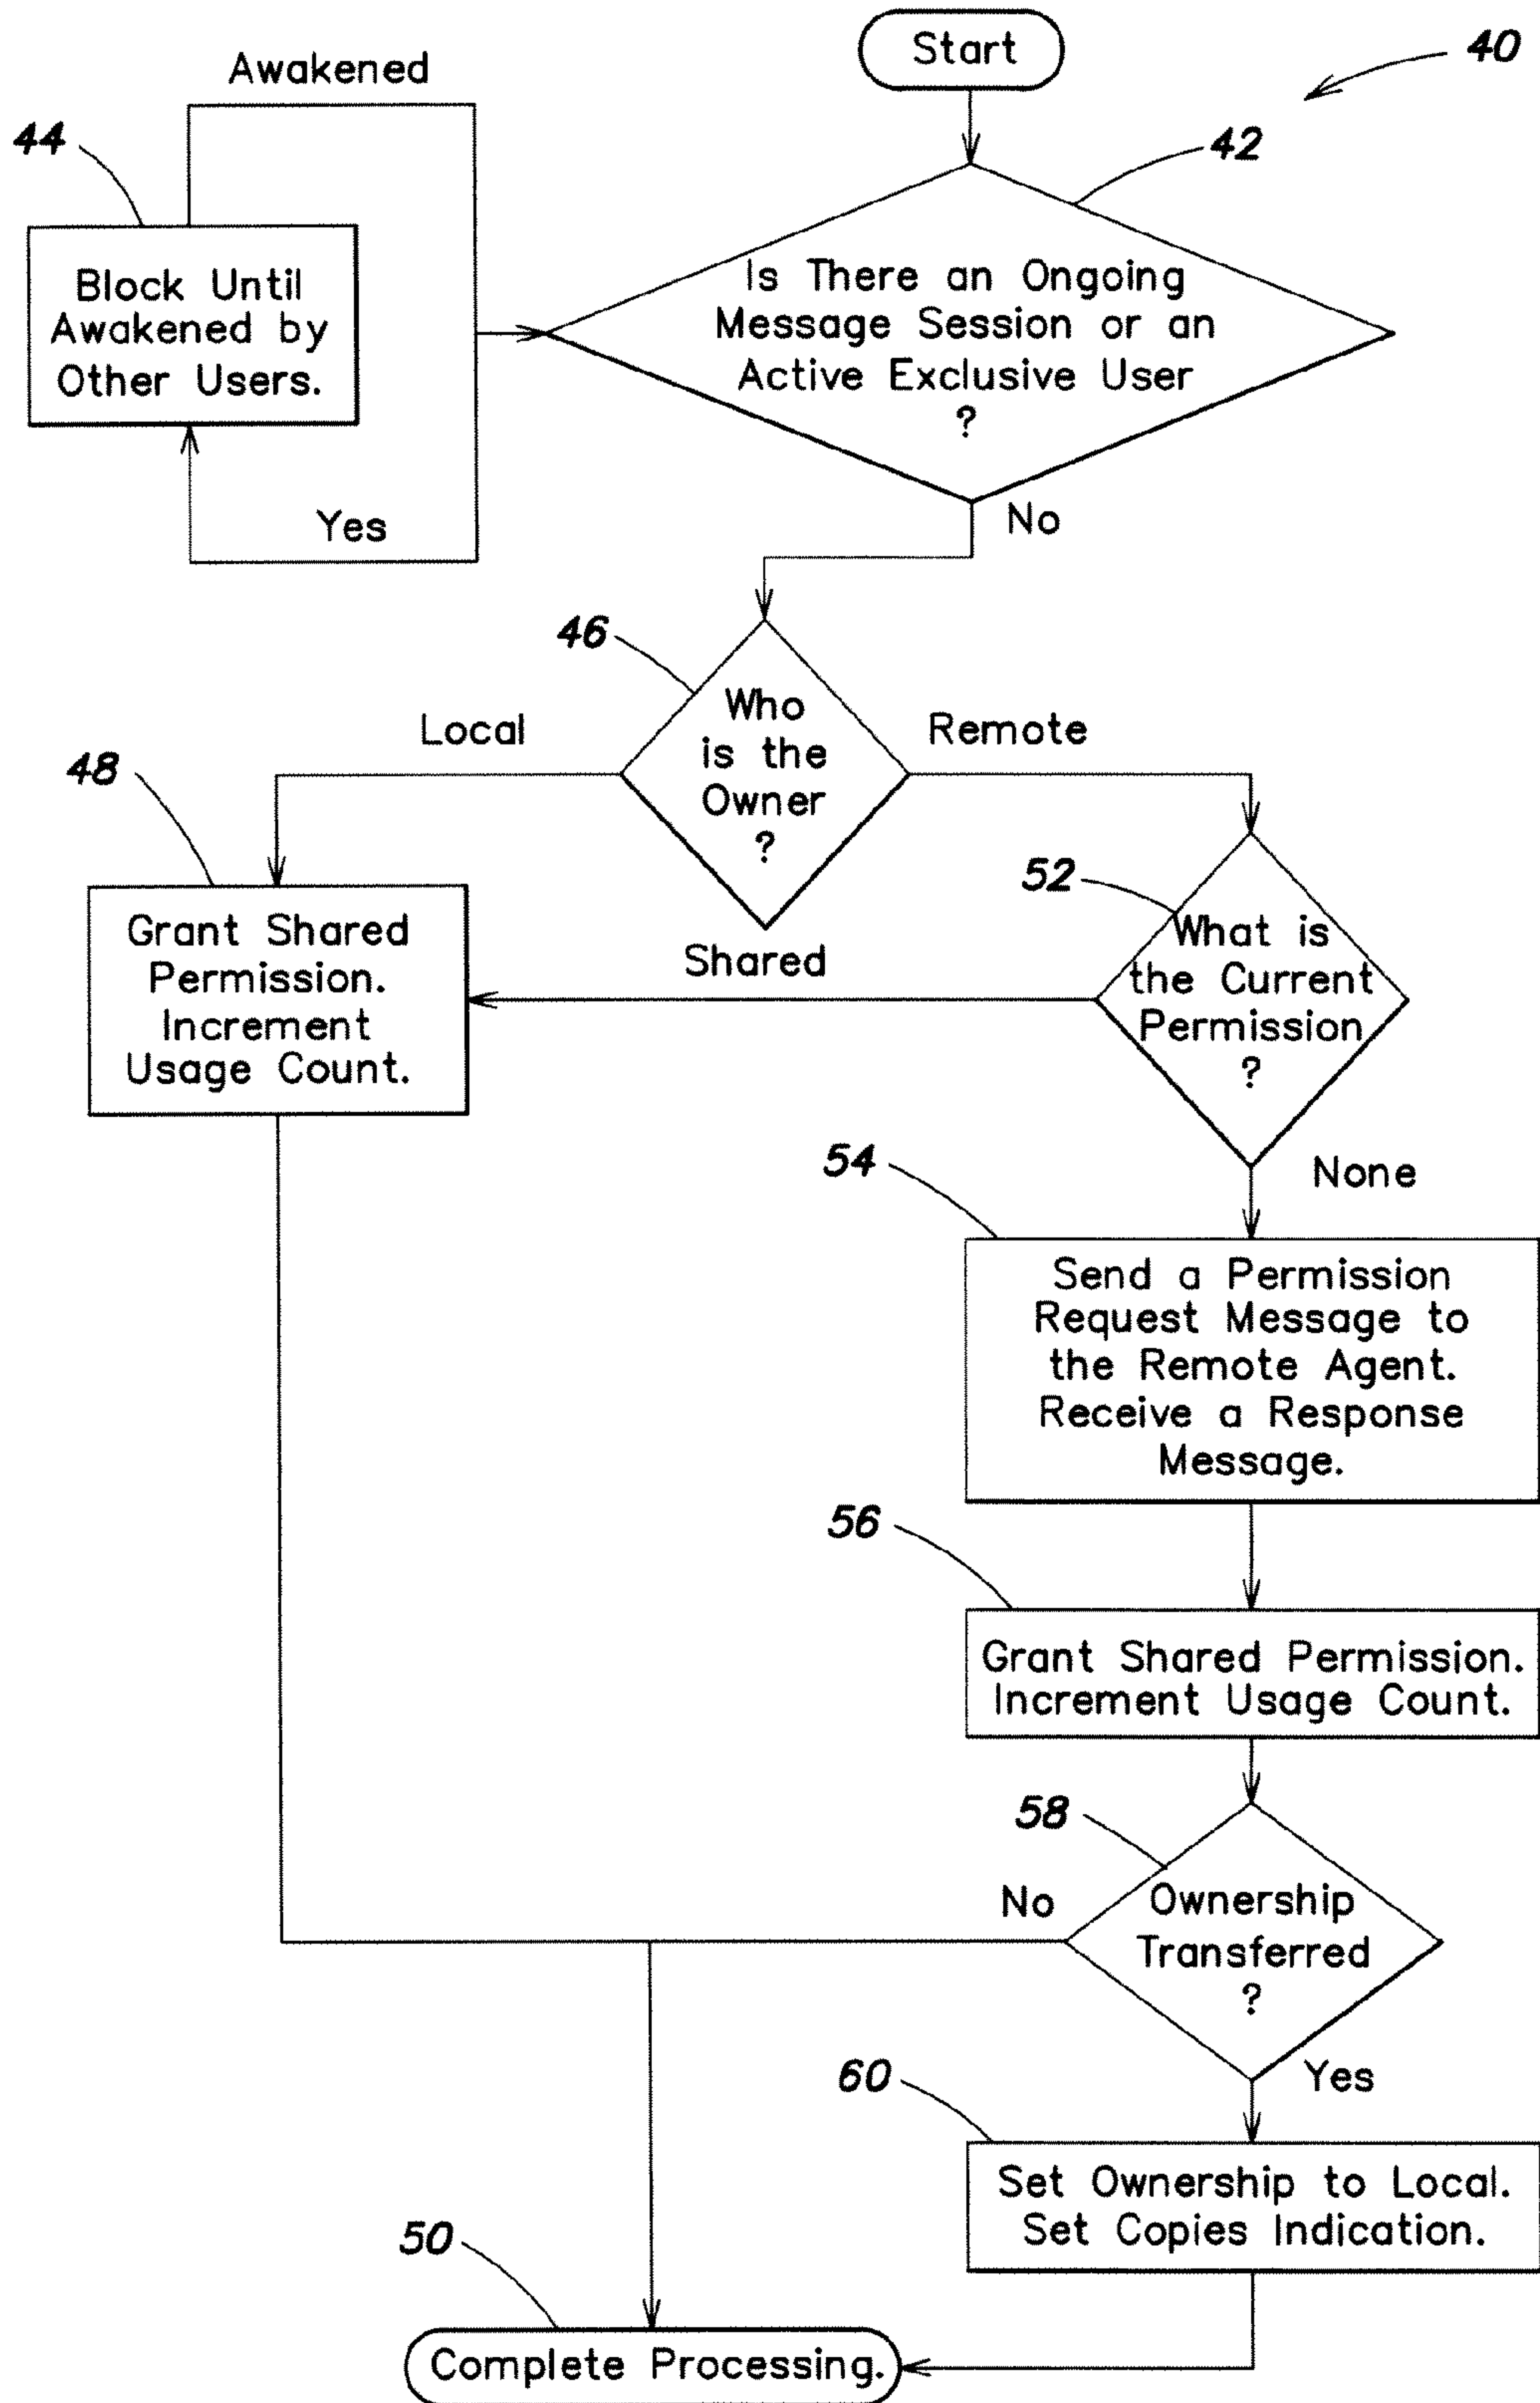 Start
40
Awakened
44
42
Block Until
Awakened by
Other Users.
Is There an Ongoing
Message Session or an
Active Exclusive User
?
Yes
No
46
Who
is the
Owner
?
Local
Remote
48
52
Grant Shared
Permission.
Increment
Usage Count.
Shared
What is
the Current
Permission
?
None
54
Send a Permission
Request Message to
the Remote Agent.
Receive a Response
Message.
56
Grant Shared Permission.
Increment Usage Count.
58
No
Ownership
Transferred
?
Yes
60
Set Ownership to Local.
Set Copies Indication.
50
Complete Processing.